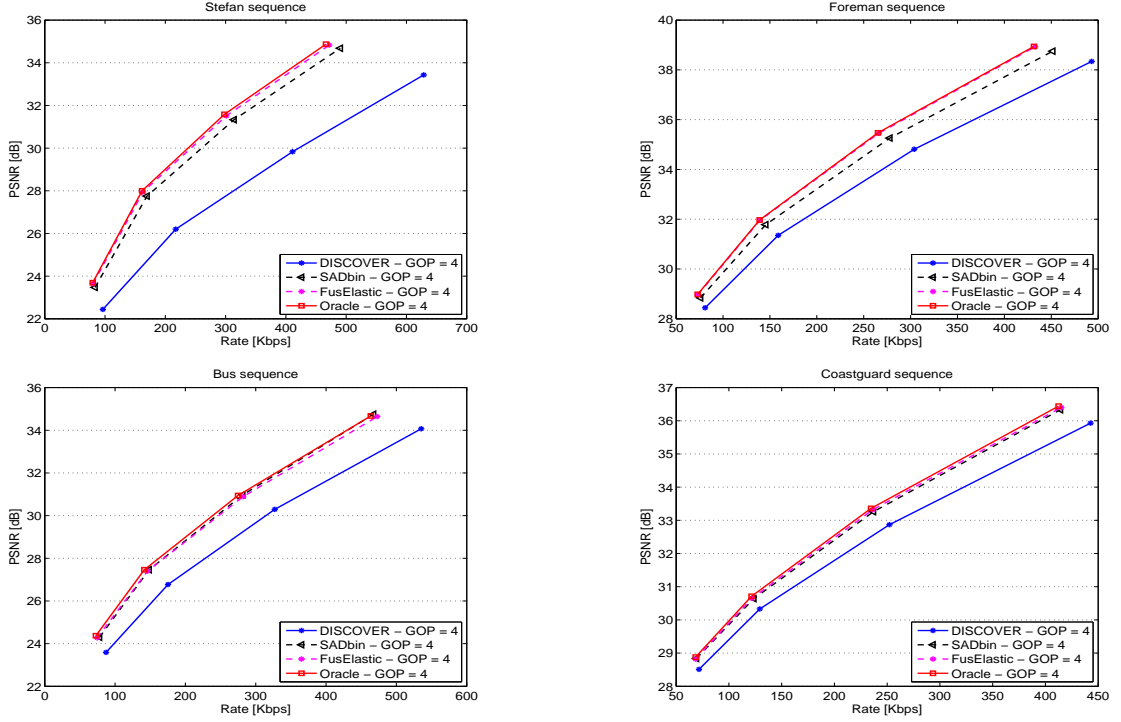 Stefan sequence
36
34
32
30
28
26
24
22
PSNR [dB]
0 100 200 300 400 500 600 700
Rate [Kbps]
DISCOVER – GOP = 4
SADbin – GOP = 4
FusElastic – GOP = 4
Oracle – GOP = 4
Foreman sequence
40
38
36
34
32
30
28
PSNR [dB]
50 100 150 200 250 300 350 400 450 500
Rate [Kbps]
DISCOVER – GOP = 4
SADbin – GOP = 4
FusElastic – GOP = 4
Oracle – GOP = 4
Bus sequence
36
34
32
30
28
26
24
22
PSNR [dB]
0 100 200 300 400 500 600
Rate [Kbps]
DISCOVER – GOP = 4
SADbin – GOP = 4
FusElastic – GOP = 4
Oracle – GOP = 4
Coastguard sequence
37
36
35
34
33
32
31
30
29
28
PSNR [dB]
50 100 150 200 250 300 350 400 450
Rate [Kbps]
DISCOVER – GOP = 4
SADbin – GOP = 4
FusElastic – GOP = 4
Oracle – GOP = 4